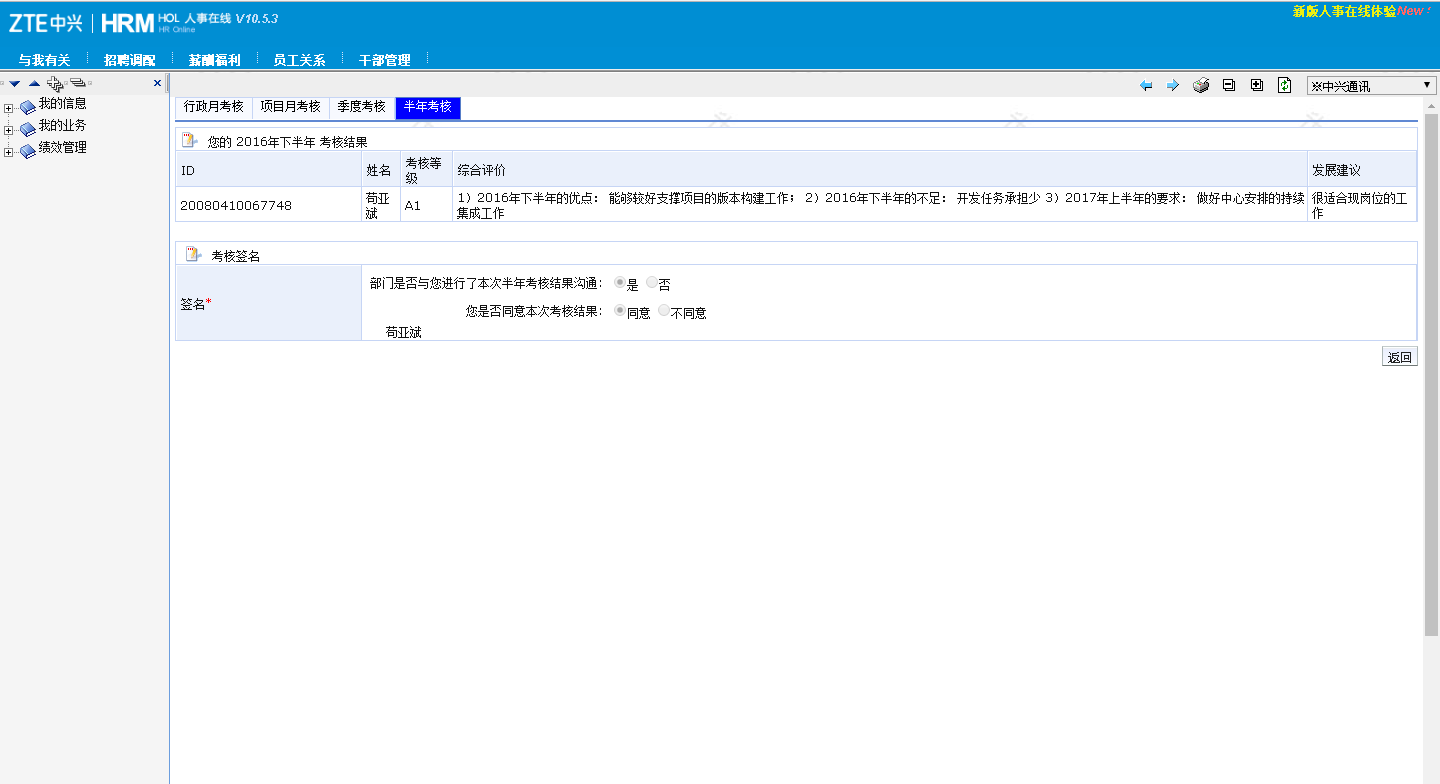 ZTE中兴 HRM HOL 人事在线 V10.5.3
HR Online
新版人事在线体验New!
与我有关 招聘调配 薪酬福利 员工关系 干部管理
※中兴通讯
我的信息
我的业务
绩效管理
行政月考核 项目月考核 季度考核 半年考核
您的 2016年下半年 考核结果
ID 姓名 考核等级 综合评价 发展建议
20080410067748 苟亚斌 A1 1）2016年下半年的优点： 能够较好支撑项目的版本构建工作； 2）2016年下半年的不足： 开发任务承担少 3）2017年上半年的要求： 做好中心安排的持续集成工作 很适合现岗位的工作
考核签名
签名*
部门是否与您进行了本次半年考核结果沟通： 是 否
您是否同意本次考核结果： 同意 不同意
苟亚斌
返回